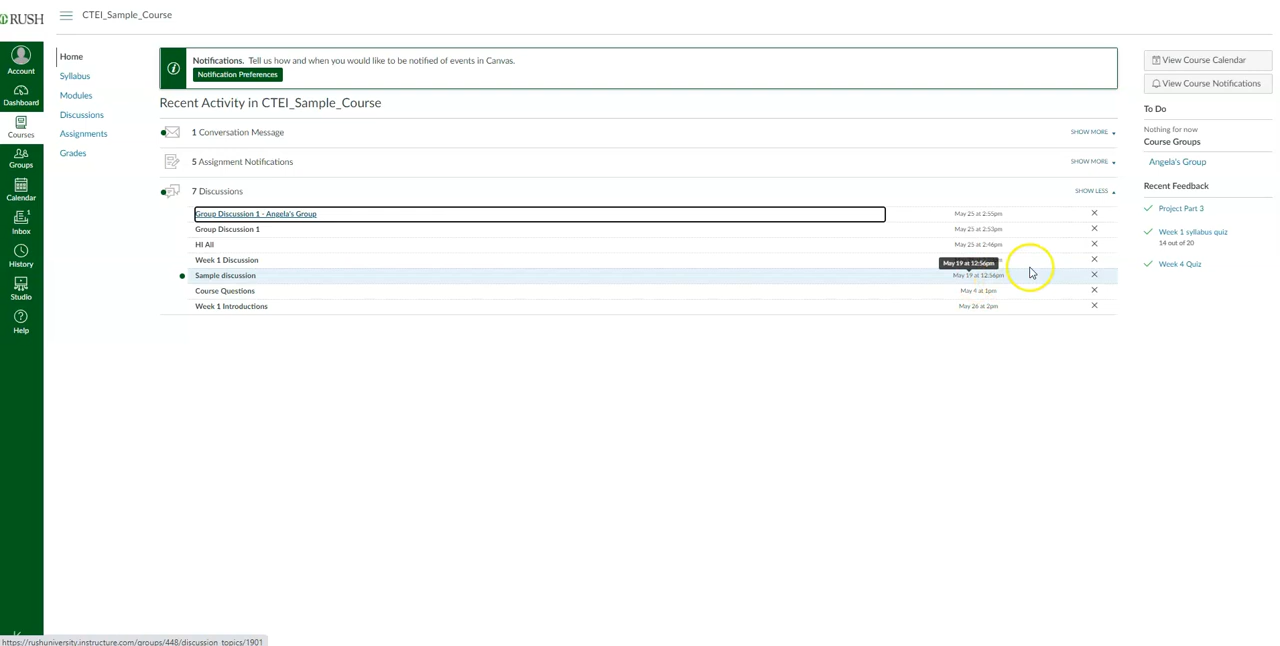 RUSH
CTEI_Sample_Course
Account
Dashboard
Courses
Groups
Calendar
1
Inbox
History
Studio
Help
Home
Syllabus
Modules
Discussions
Assignments
Grades
Notifications. Tell us how and when you would like to be notified of events in Canvas.
Notification Preferences
Recent Activity in CTEI_Sample_Course
1 Conversation Message SHOW MORE
5 Assignment Notifications SHOW MORE
7 Discussions SHOW LESS
Group Discussion 1 - Angela's Group May 25 at 2:55pm
Group Discussion 1 May 25 at 2:53pm
HI All May 25 at 2:46pm
Week 1 Discussion
May 19 at 12:56pm
Sample discussion May 19 at 12:56pm
Course Questions May 4 at 1pm
Week 1 Introductions May 26 at 2pm
View Course Calendar
View Course Notifications
To Do
Nothing for now
Course Groups
Angela's Group
Recent Feedback
Project Part 3
Week 1 syllabus quiz
14 out of 20
Week 4 Quiz
https://rushuniversity.instructure.com/groups/448/discussion_topics/1901